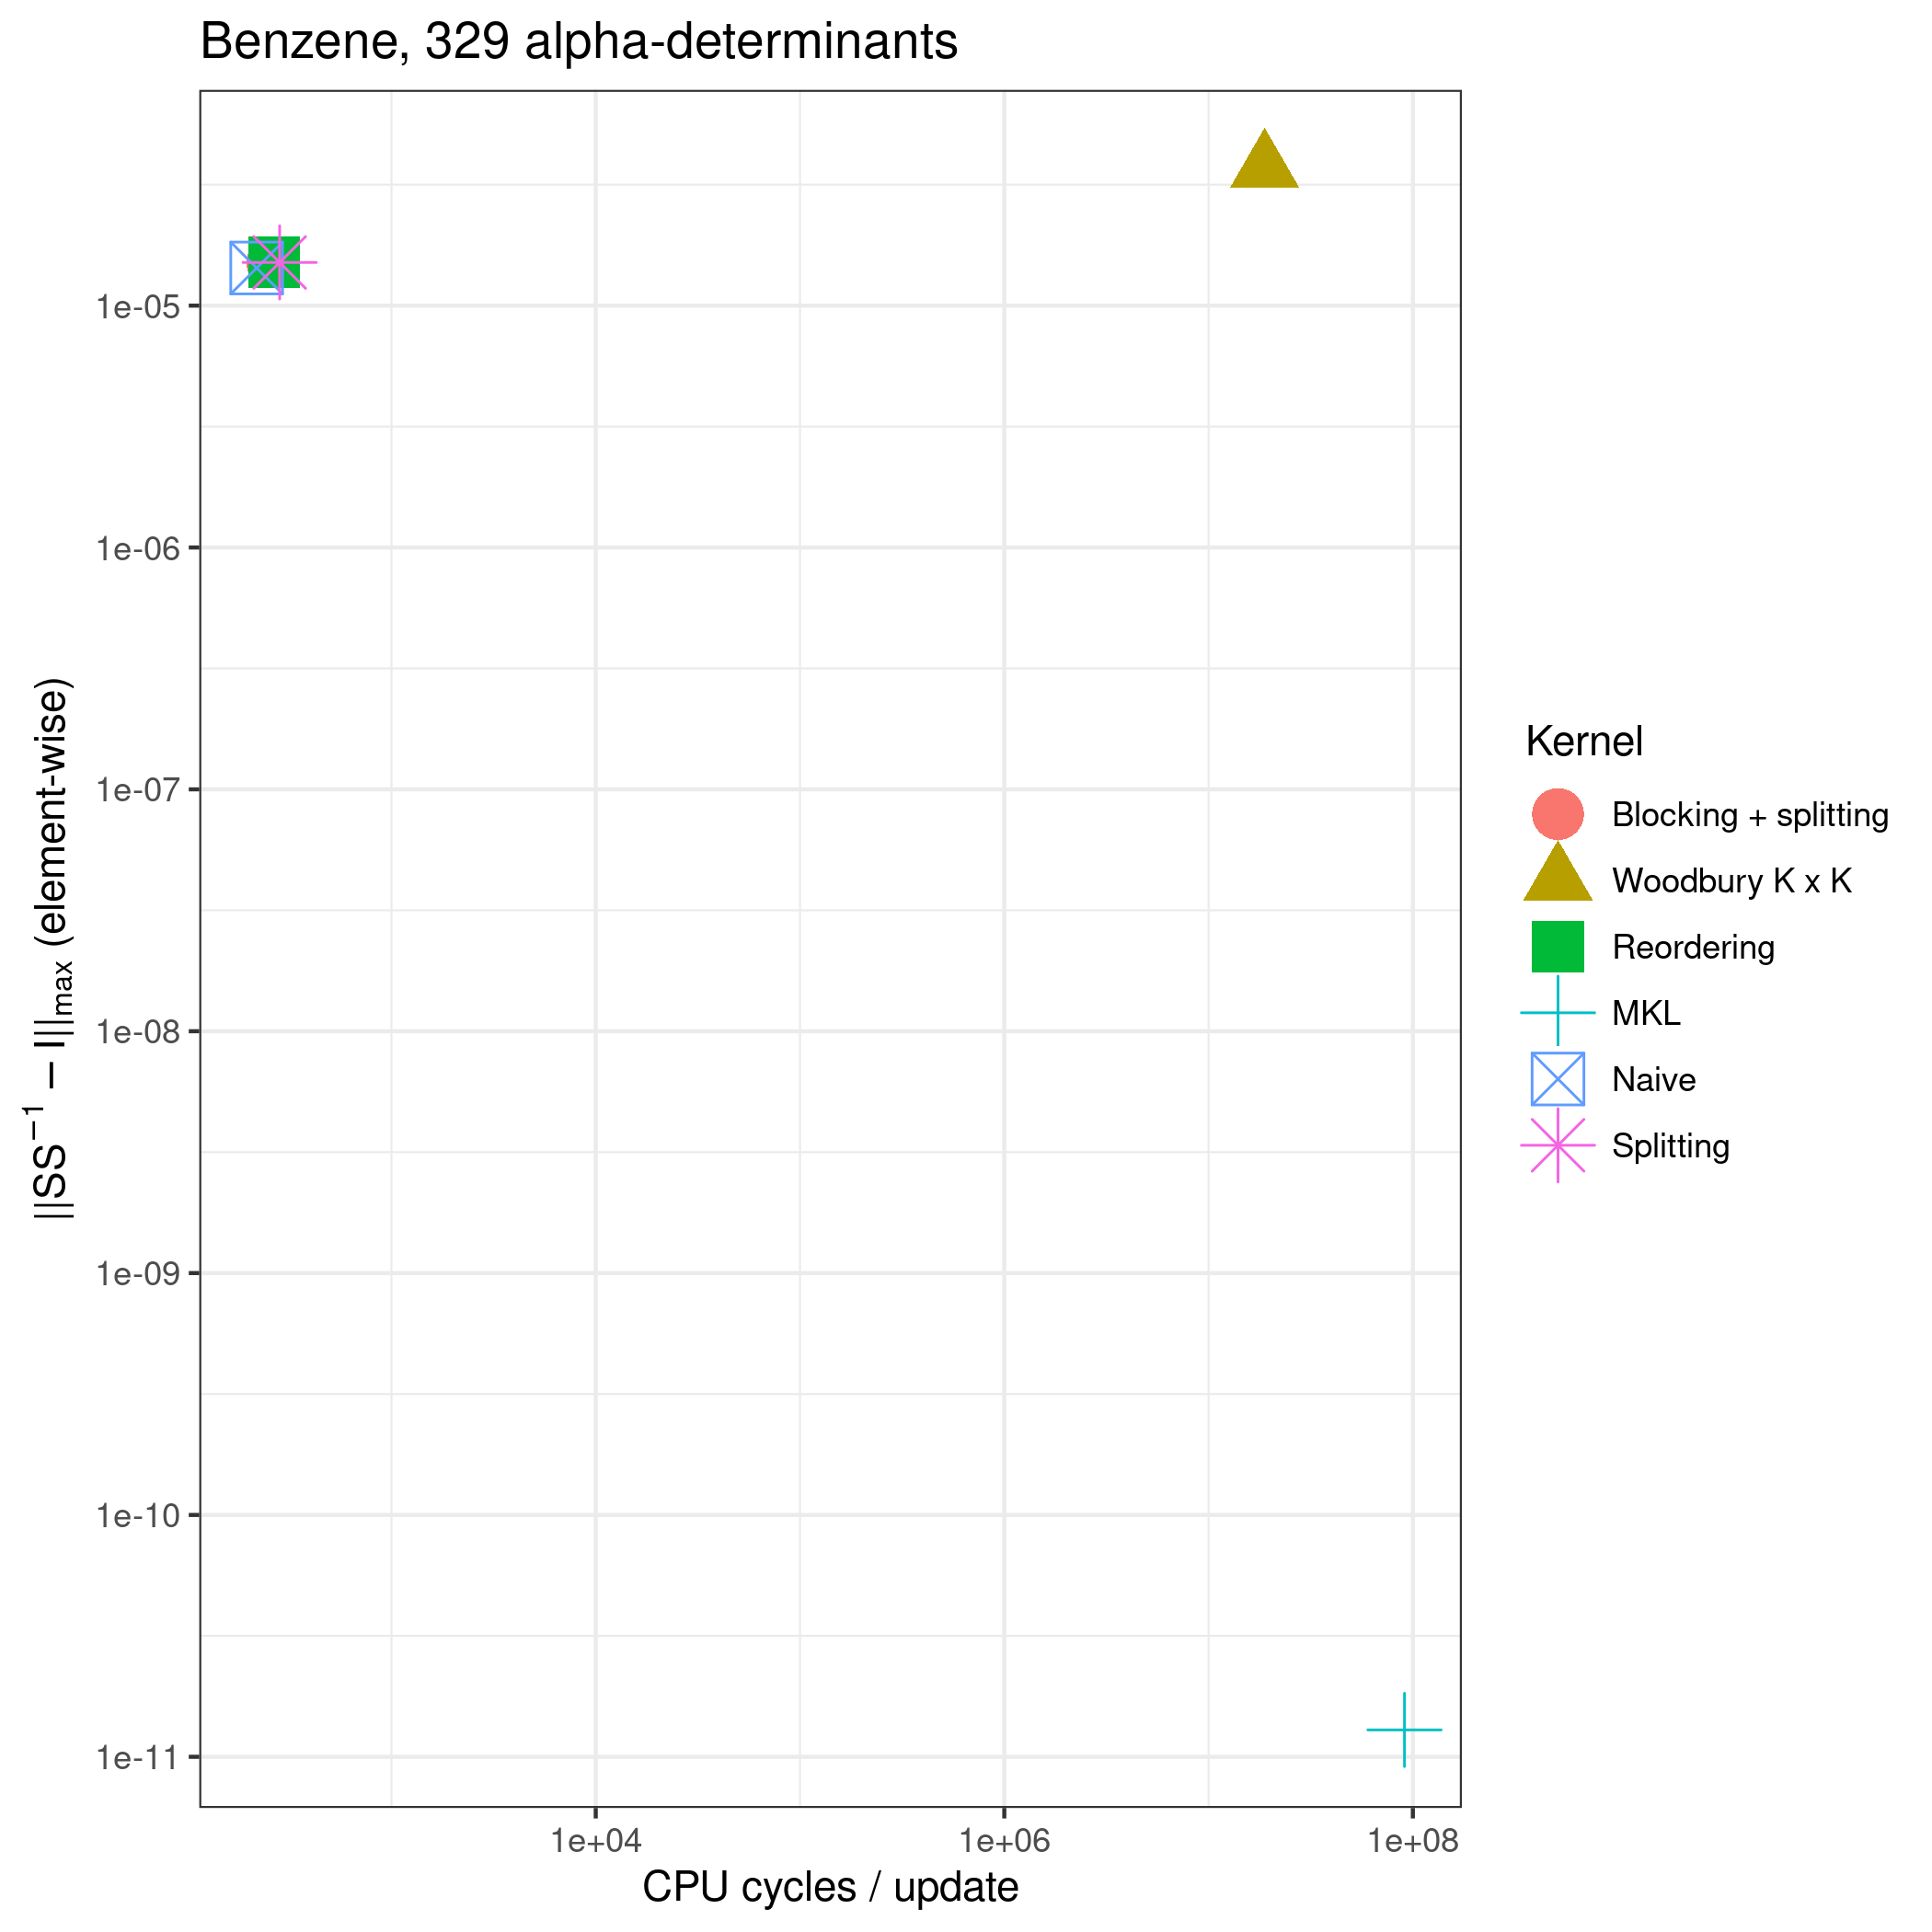 Benzene, 329 alpha-determinants
||SS⁻¹ − I||max (element-wise)
1e-05
1e-06
1e-07
1e-08
1e-09
1e-10
1e-11
1e+04 1e+06 1e+08
CPU cycles / update
Kernel
Blocking + splitting
Woodbury K x K
Reordering
MKL
Naive
Splitting